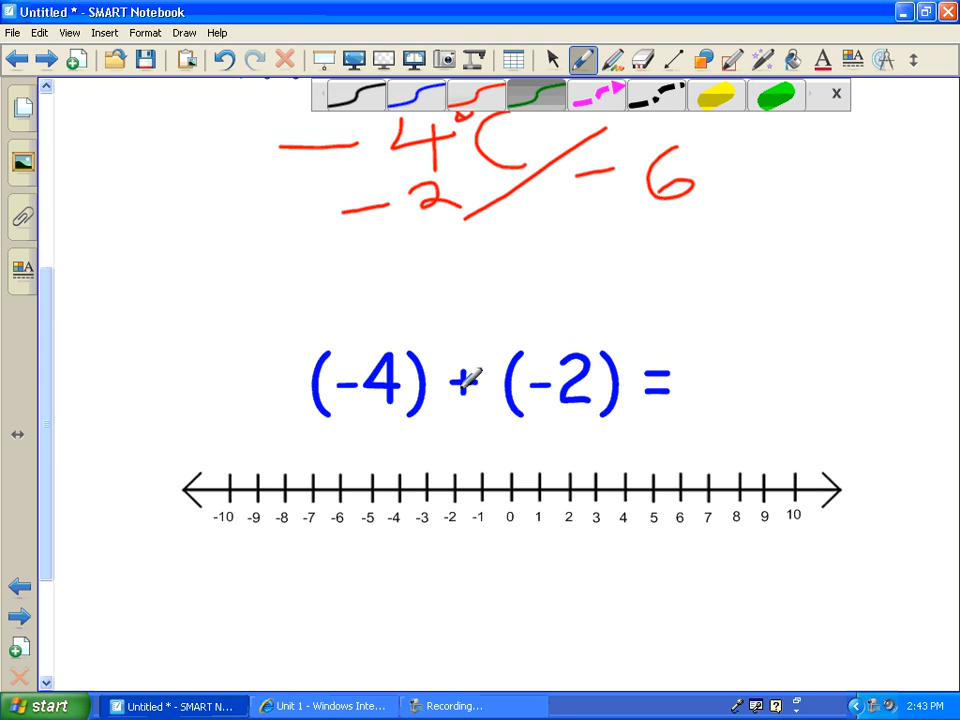 Untitled * - SMART Notebook
File Edit View Insert Format Draw Help
x
- 4°C
- 2 / - 6
(-4) + (-2) =
-10 -9 -8 -7 -6 -5 -4 -3 -2 -1 0 1 2 3 4 5 6 7 8 9 10
start Untitled * - SMART N... Unit 1 - Windows Inte... Recording... 2:43 PM